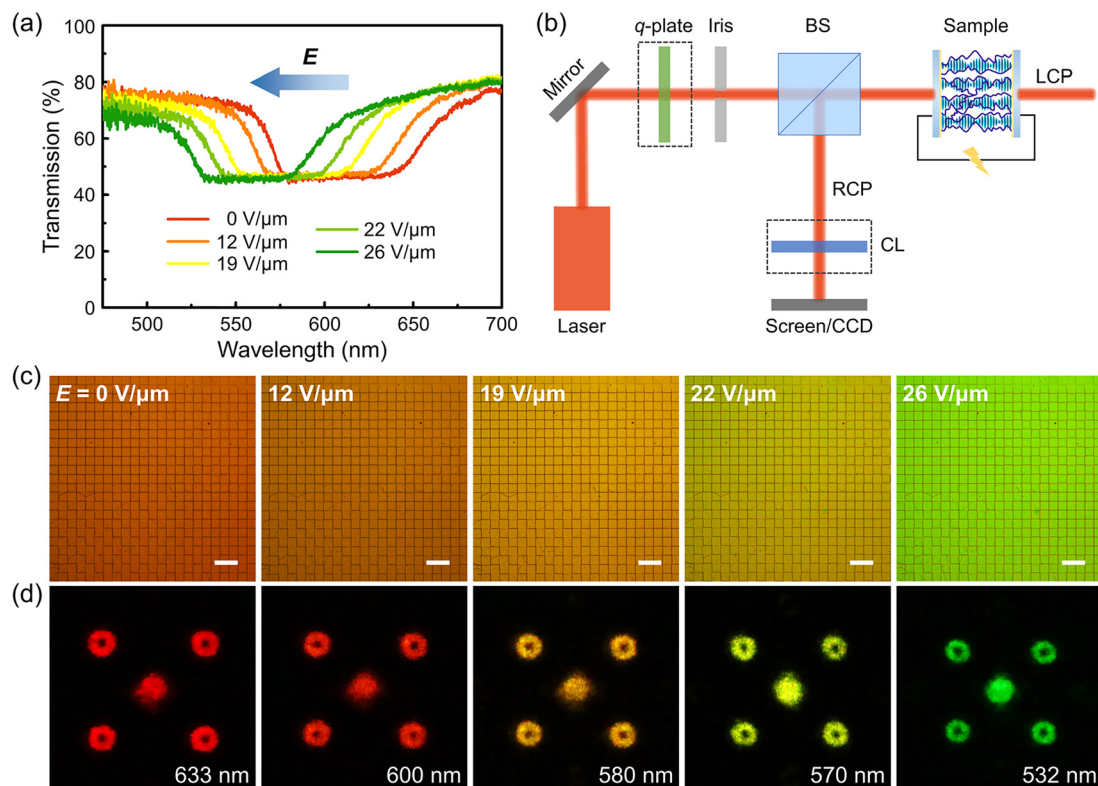 (a)
100
80
60
40
20
0
Transmission (%)
E
0 V/μm
12 V/μm
19 V/μm
22 V/μm
26 V/μm
500
550
600
650
700
Wavelength (nm)
(b)
q-plate
Iris
BS
Sample
Mirror
LCP
RCP
CL
Laser
Screen/CCD
(c)
E = 0 V/μm
12 V/μm
19 V/μm
22 V/μm
26 V/μm
(d)
633 nm
600 nm
580 nm
570 nm
532 nm